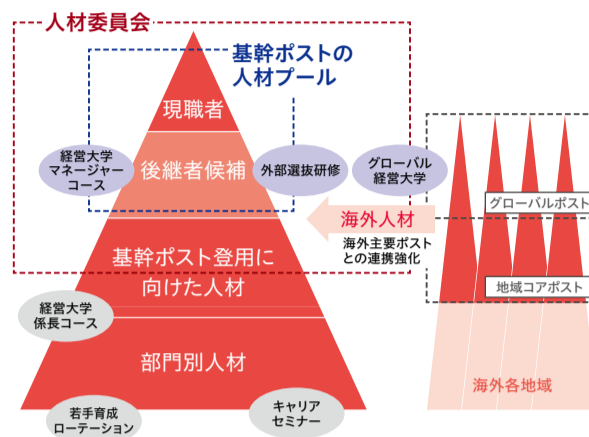 人材委員会
基幹ポストの
人材プール
現職者
後継者候補
経営大学
マネージャー
コース
外部選抜研修
グローバル
経営大学
海外人材
海外主要ポスト
との連携強化
グローバルポスト
地域コアポスト
海外各地域
基幹ポスト登用に
向けた人材
経営大学
係長コース
部門別人材
若手育成
ローテーション
キャリア
セミナー